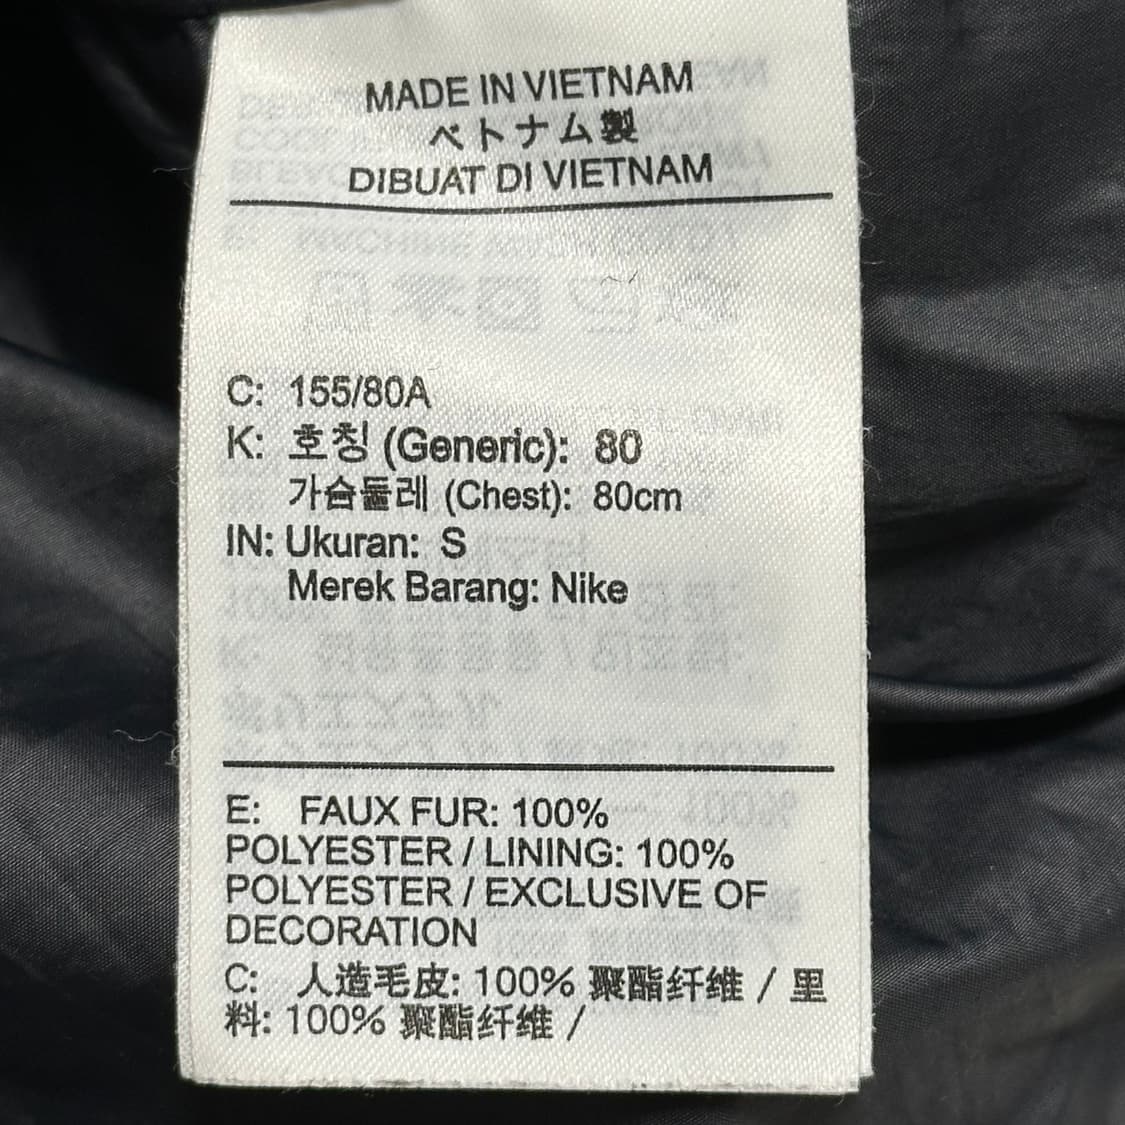 MADE IN VIETNAM
ベトナム製
DIBUAT DI VIETNAM
C: 155/80A
K: 호칭 (Generic): 80
가슴둘레 (Chest): 80cm
IN: Ukuran: S
Merek Barang: Nike
E: FAUX FUR: 100%
POLYESTER / LINING: 100%
POLYESTER / EXCLUSIVE OF
DECORATION
C: 人造毛皮: 100% 聚酯纤维 / 里
料: 100% 聚酯纤维 /